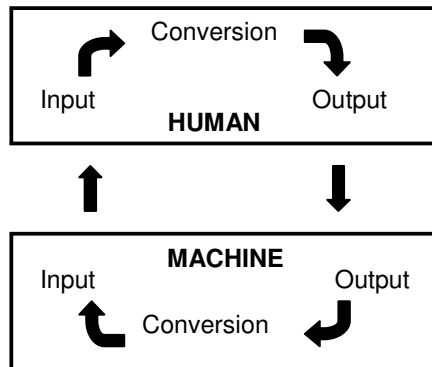 Conversion
Input Output
HUMAN
MACHINE
Input Output
Conversion